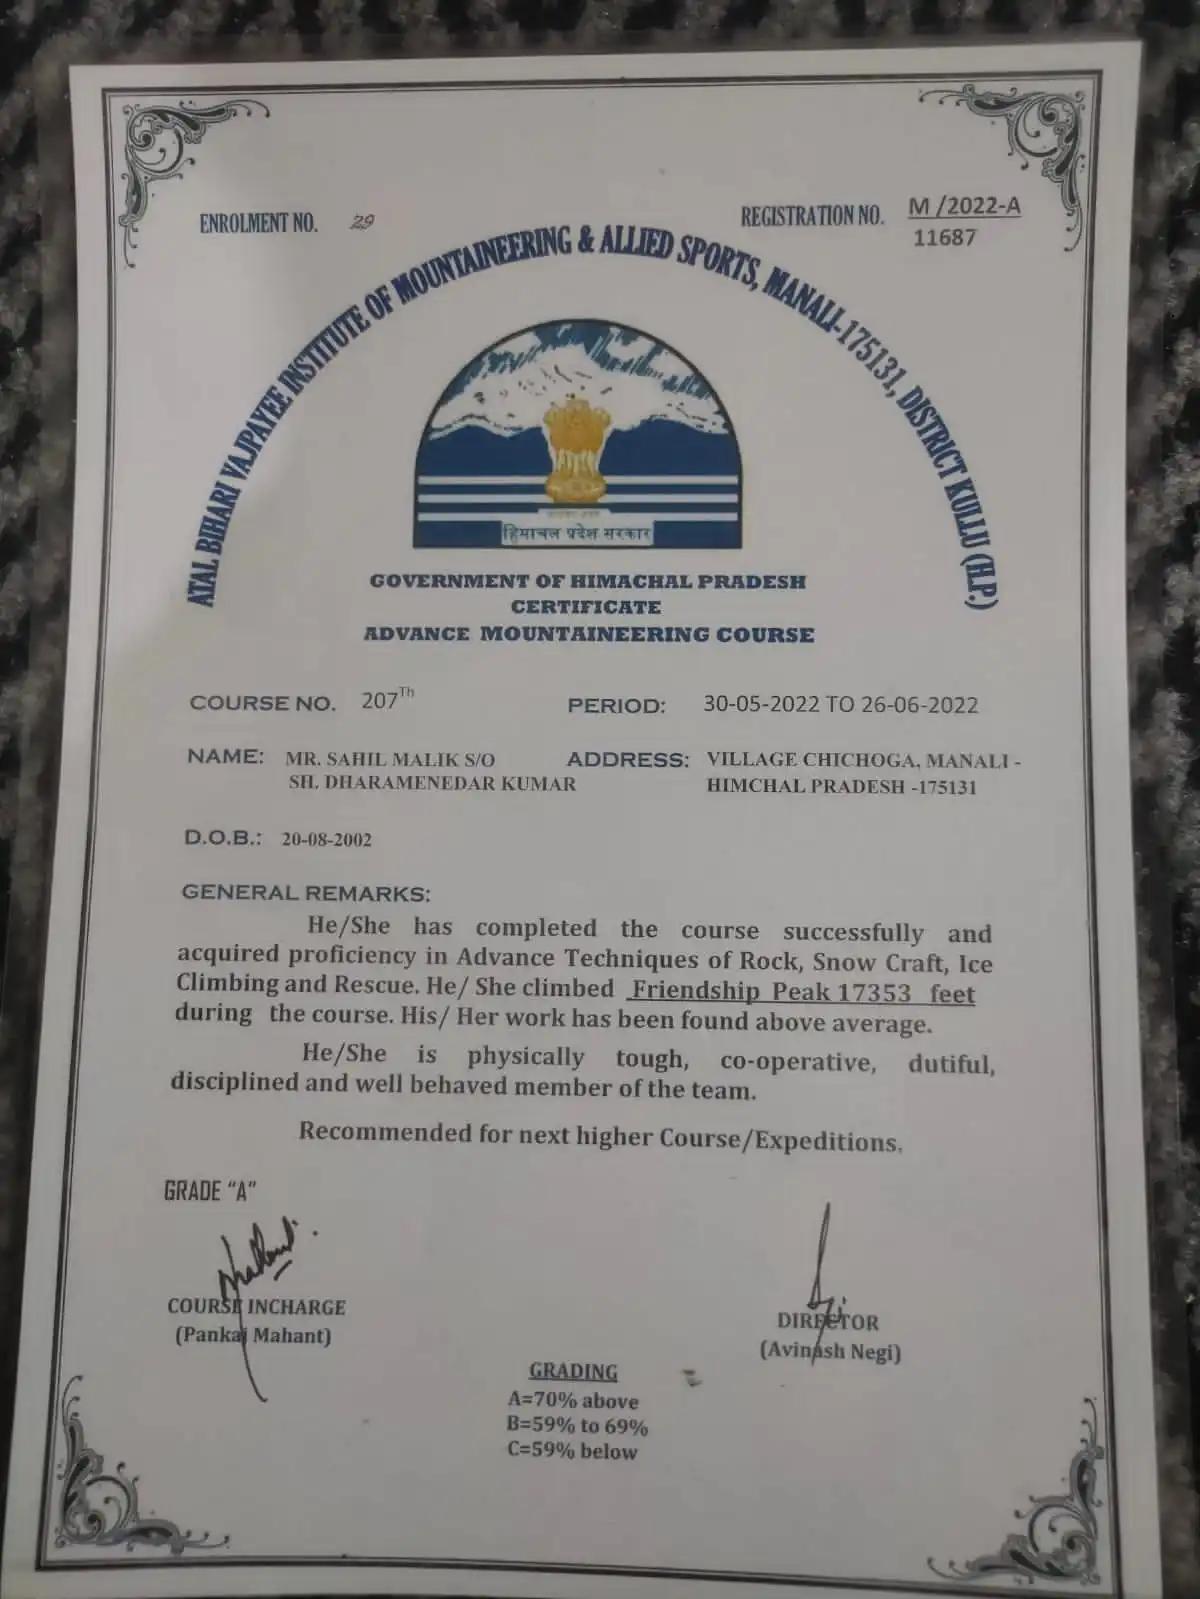 ENROLMENT NO. 29
REGISTRATION NO. M /2022-A
11687
ATAL BIHARI VAJPAYEE INSTITUTE OF MOUNTAINEERING & ALLIED SPORTS, MANALI-175131, DISTRICT KULLU (H.P.)
हिमाचल प्रदेश सरकार
GOVERNMENT OF HIMACHAL PRADESH
CERTIFICATE
ADVANCE MOUNTAINEERING COURSE
COURSE NO. 207Th PERIOD: 30-05-2022 TO 26-06-2022
NAME: MR. SAHIL MALIK S/O ADDRESS: VILLAGE CHICHOGA, MANALI -
SH. DHARAMENEDAR KUMAR HIMCHAL PRADESH -175131
D.O.B.: 20-08-2002
GENERAL REMARKS:
He/She has completed the course successfully and
acquired proficiency in Advance Techniques of Rock, Snow Craft, Ice
Climbing and Rescue. He/ She climbed Friendship Peak 17353 feet
during the course. His/ Her work has been found above average.
He/She is physically tough, co-operative, dutiful,
disciplined and well behaved member of the team.
Recommended for next higher Course/Expeditions.
GRADE "A"
COURSE INCHARGE DIRECTOR
(Pankaj Mahant) (Avinash Negi)
GRADING
A=70% above
B=59% to 69%
C=59% below